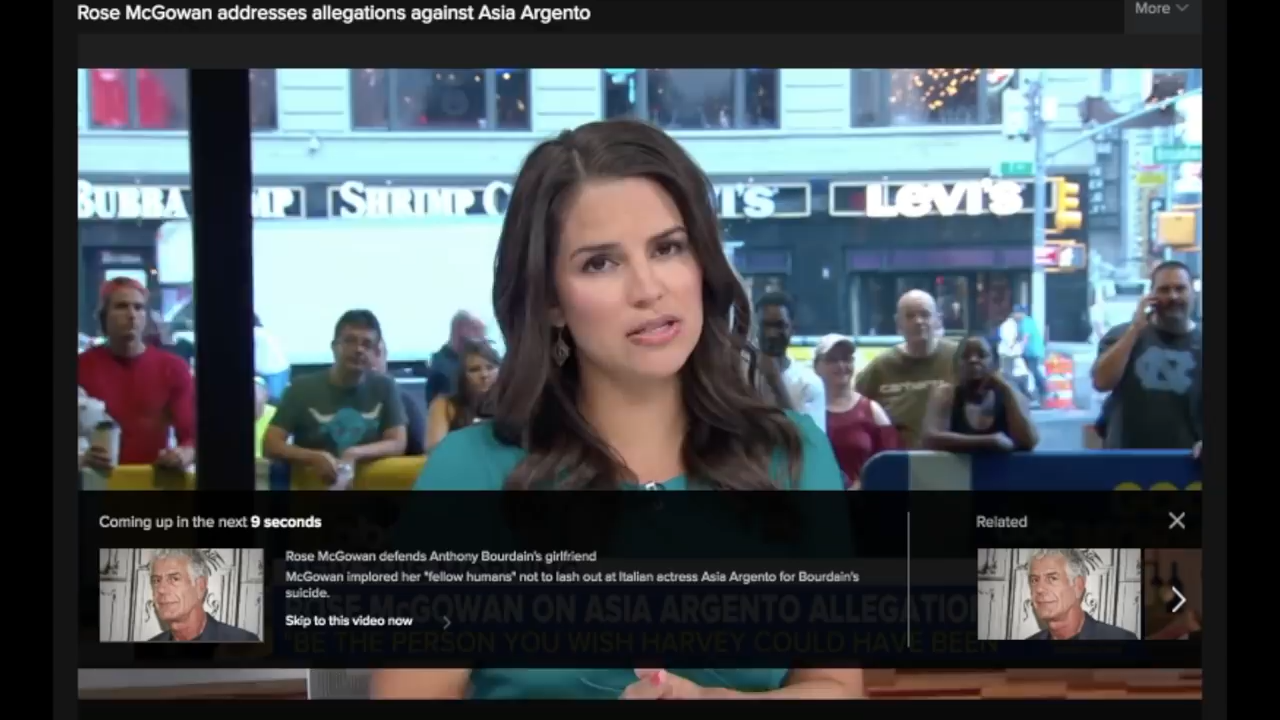 Rose McGowan addresses allegations against Asia Argento
More
BUBBA
MP
SHRIMP C
I'S
LEVI'S
carhartt
Coming up in the next 9 seconds
Related
Rose McGowan defends Anthony Bourdain's girlfriend
McGowan implored her "fellow humans" not to lash out at Italian actress Asia Argento for Bourdain's
suicide.
Skip to this video now
ROSE McGOWAN ON ASIA ARGENTO ALLEGATION
"BE THE PERSON YOU WISH HARVEY COULD HAVE BEEN"